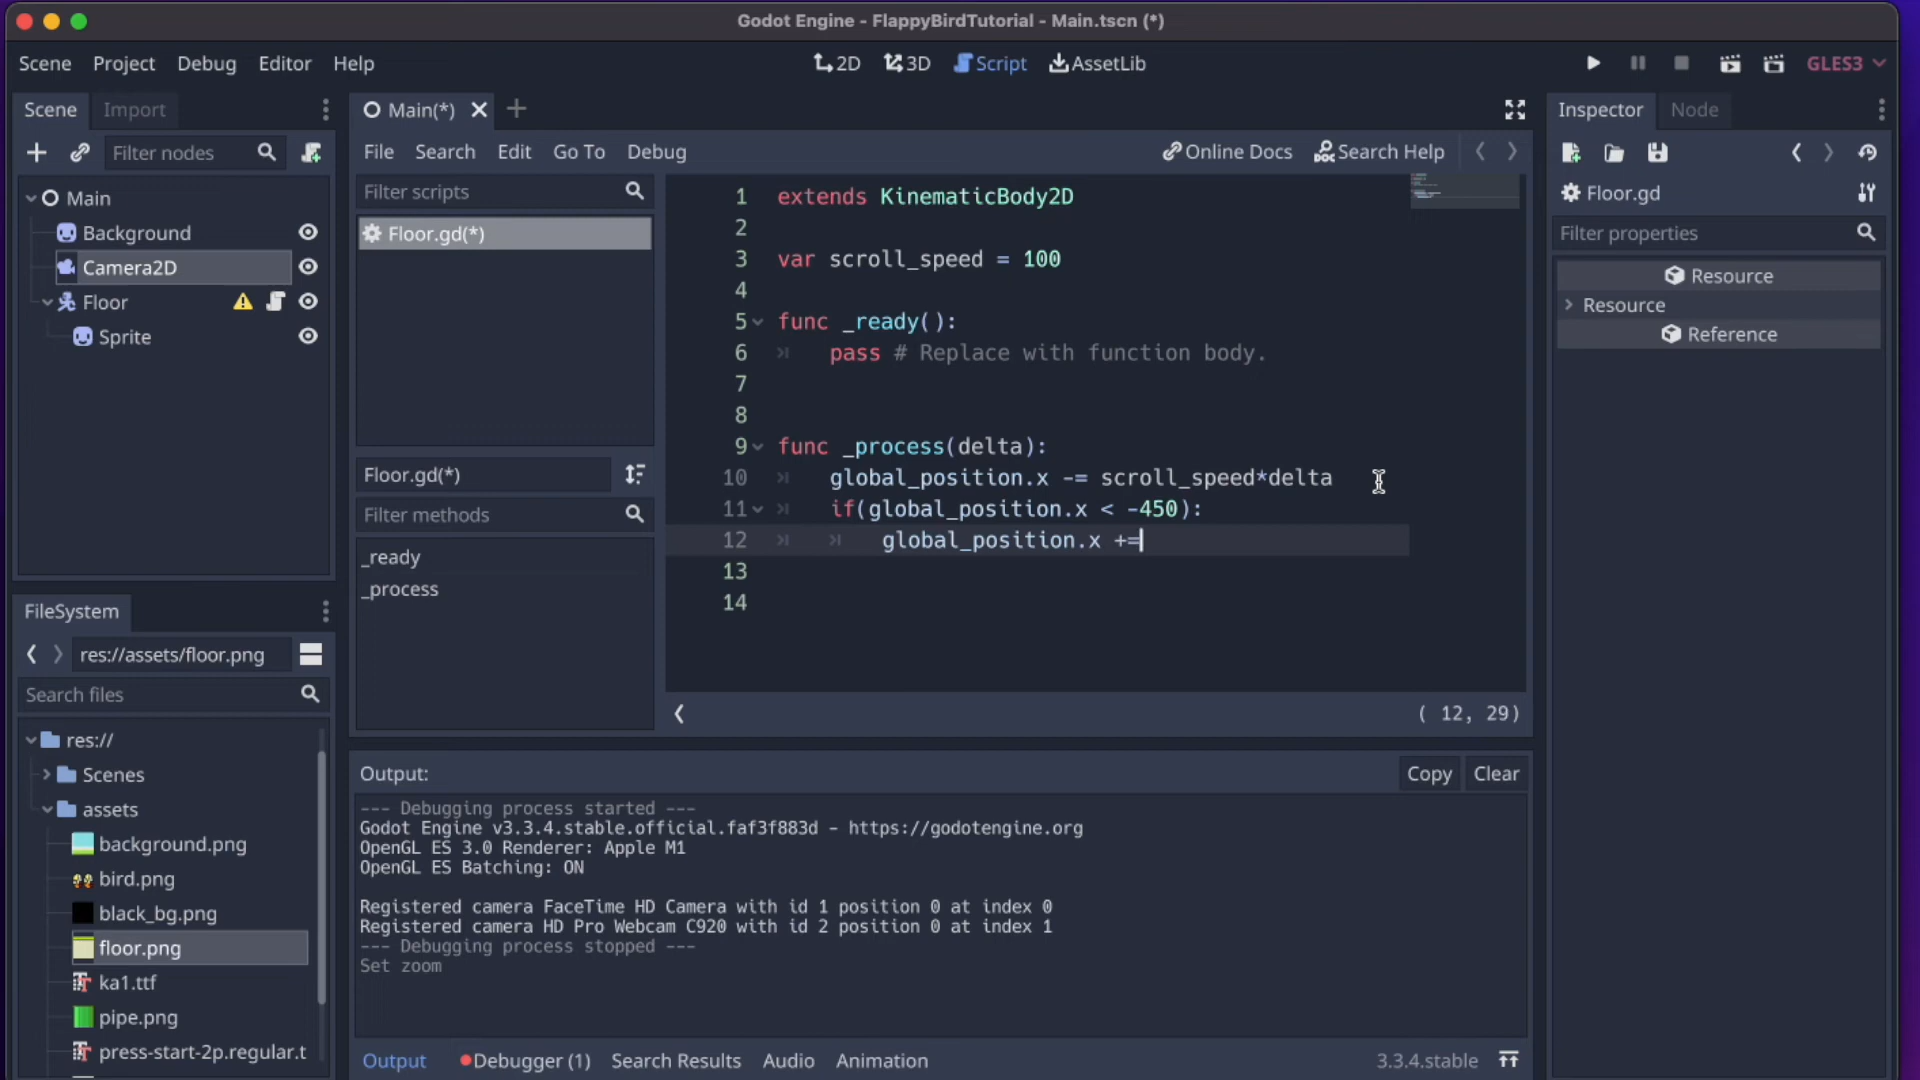 Godot Engine - FlappyBirdTutorial - Main.tscn (*)
Scene Project Debug Editor Help
2D 3D Script AssetLib
GLES3
Scene Import
Filter nodes
Main
Background
Camera2D
Floor
Sprite
FileSystem
res://assets/floor.png
Search files
res://
Scenes
assets
background.png
bird.png
black_bg.png
floor.png
ka1.ttf
pipe.png
press-start-2p.regular.t
Main(*)
File Search Edit Go To Debug
Online Docs Search Help
Filter scripts
Floor.gd(*)
Floor.gd(*)
Filter methods
_ready
_process
1 extends KinematicBody2D
2
3 var scroll_speed = 100
4
5 func _ready():
6 pass # Replace with function body.
7
8
9 func _process(delta):
10 global_position.x -= scroll_speed*delta
11 if(global_position.x < -450):
12 global_position.x +=
13
14
( 12, 29)
Output:
Copy Clear
--- Debugging process started ---
Godot Engine v3.3.4.stable.official.faf3f883d - https://godotengine.org
OpenGL ES 3.0 Renderer: Apple M1
OpenGL ES Batching: ON
Registered camera FaceTime HD Camera with id 1 position 0 at index 0
Registered camera HD Pro Webcam C920 with id 2 position 0 at index 1
--- Debugging process stopped ---
Set zoom
Output Debugger (1) Search Results Audio Animation
3.3.4.stable
Inspector Node
Floor.gd
Filter properties
Resource
Resource
Reference